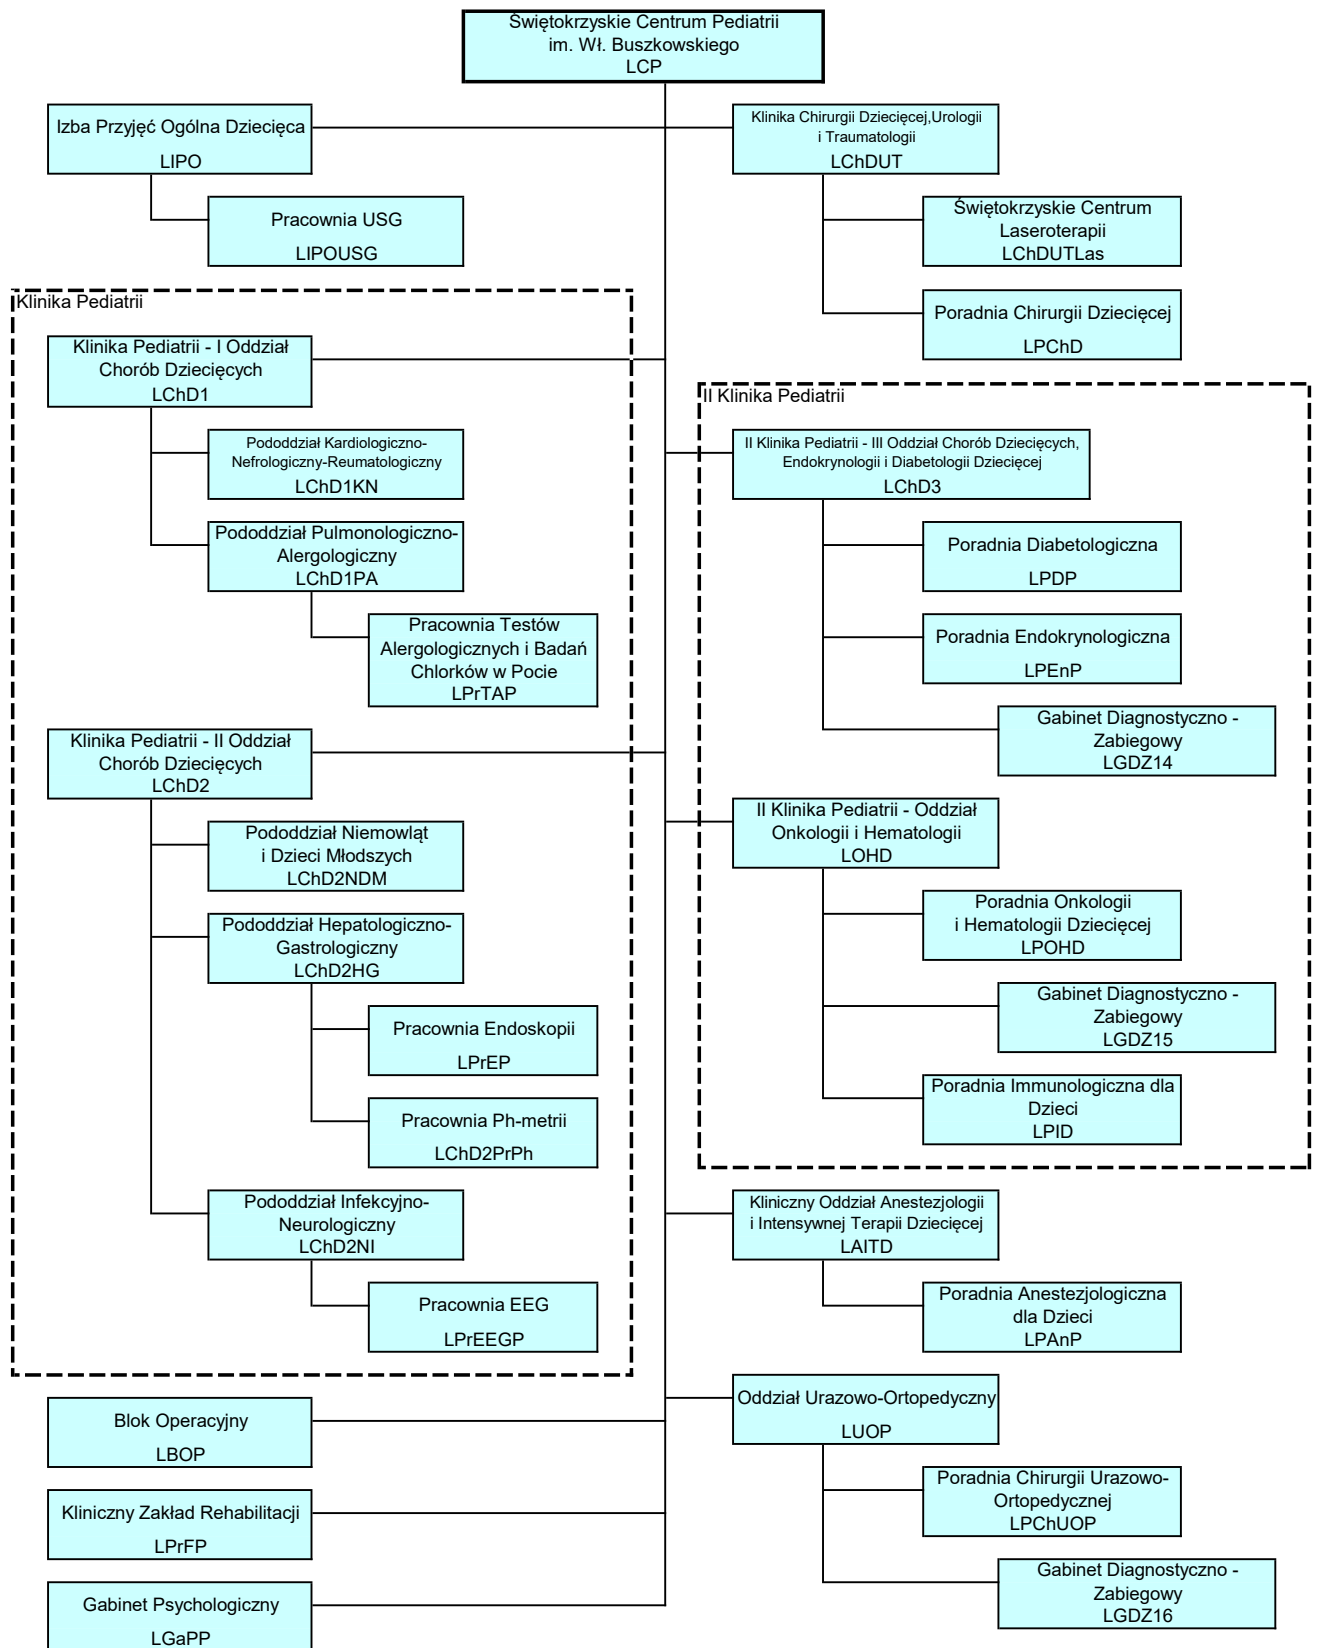 Świętokrzyskie Centrum Pediatrii
im. Wł. Buszkowskiego
LCP
Izba Przyjęć Ogólna Dziecięca
LIPO
Pracownia USG
LIPOUSG
Klinika Pediatrii
Klinika Pediatrii - I Oddział
Chorób Dziecięcych
LChD1
Pododdział Kardiologiczno-
Nefrologiczny-Reumatologiczny
LChD1KN
Pododdział Pulmonologiczno-
Alergologiczny
LChD1PA
Pracownia Testów
Alergologicznych i Badań
Chlorków w Pocie
LPrTAP
Klinika Pediatrii - II Oddział
Chorób Dziecięcych
LChD2
Pododdział Niemowląt
i Dzieci Młodszych
LChD2NDM
Pododdział Hepatologiczno-
Gastrologiczny
LChD2HG
Pracownia Endoskopii
LPrEP
Pracownia Ph-metrii
LChD2PrPh
Pododdział Infekcyjno-
Neurologiczny
LChD2NI
Pracownia EEG
LPrEEGP
Blok Operacyjny
LBOP
Kliniczny Zakład Rehabilitacji
LPrFP
Gabinet Psychologiczny
LGaPP
Klinika Chirurgii Dziecięcej,Urologii
i Traumatologii
LChDUT
Świętokrzyskie Centrum
Laseroterapii
LChDUTLas
Poradnia Chirurgii Dziecięcej
LPChD
II Klinika Pediatrii
II Klinika Pediatrii - III Oddział Chorób Dziecięcych,
Endokrynologii i Diabetologii Dziecięcej
LChD3
Poradnia Diabetologiczna
LPDP
Poradnia Endokrynologiczna
LPEnP
Gabinet Diagnostyczno -
Zabiegowy
LGDZ14
II Klinika Pediatrii - Oddział
Onkologii i Hematologii
LOHD
Poradnia Onkologii
i Hematologii Dziecięcej
LPOHD
Gabinet Diagnostyczno -
Zabiegowy
LGDZ15
Poradnia Immunologiczna dla
Dzieci
LPID
Kliniczny Oddział Anestezjologii
i Intensywnej Terapii Dziecięcej
LAITD
Poradnia Anestezjologiczna
dla Dzieci
LPAnP
Oddział Urazowo-Ortopedyczny
LUOP
Poradnia Chirurgii Urazowo-
Ortopedycznej
LPChUOP
Gabinet Diagnostyczno -
Zabiegowy
LGDZ16